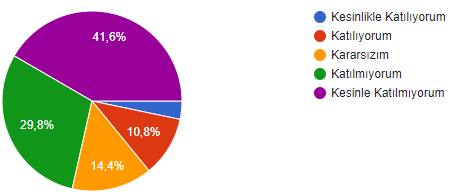 41,6%
29,8%
14,4%
10,8%
Kesinlikle Katılıyorum
Katılıyorum
Kararsızım
Katılmıyorum
Kesinle Katılmıyorum